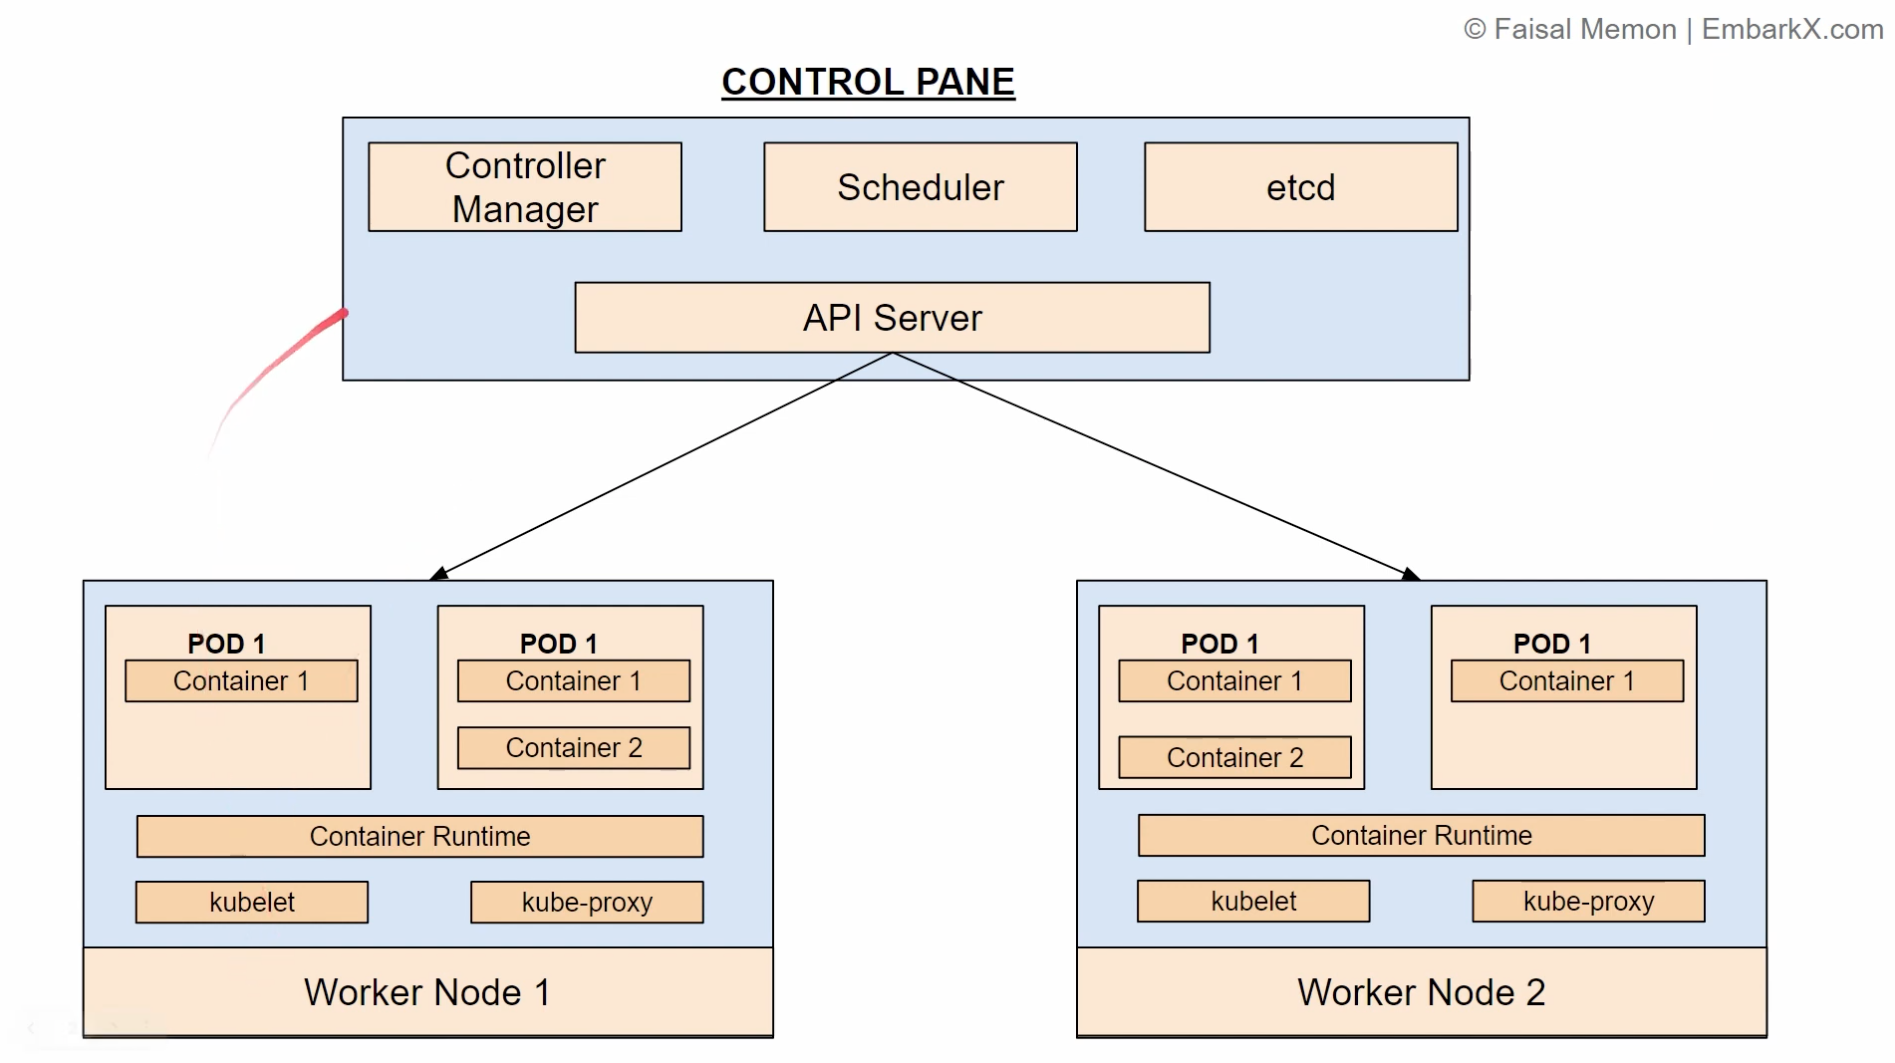 © Faisal Memon | EmbarkX.com
CONTROL PANE
Controller
Manager
Scheduler
etcd
API Server
POD 1
Container 1
POD 1
Container 1
Container 2
Container Runtime
kubelet
kube-proxy
Worker Node 1
POD 1
Container 1
Container 2
POD 1
Container 1
Container Runtime
kubelet
kube-proxy
Worker Node 2